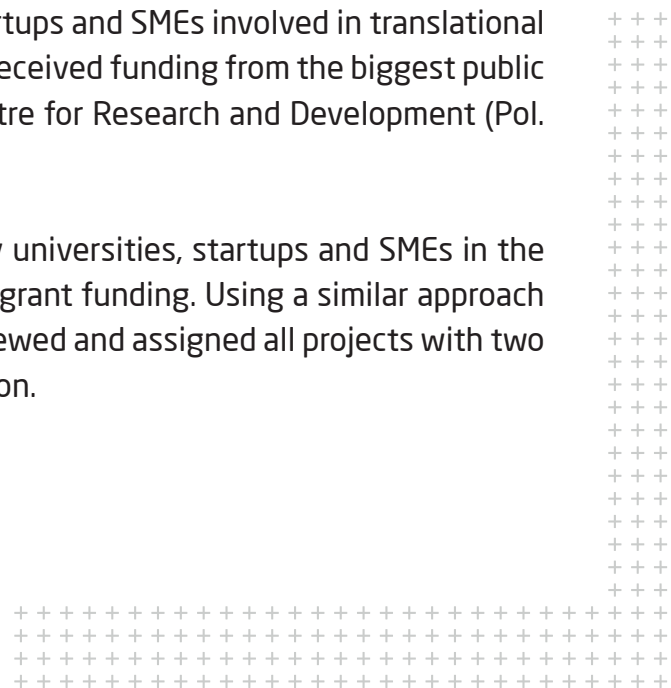 rtups and SMEs involved in translational
eceived funding from the biggest public
tre for Research and Development (Pol.
universities, startups and SMEs in the
grant funding. Using a similar approach
ewed and assigned all projects with two
on.